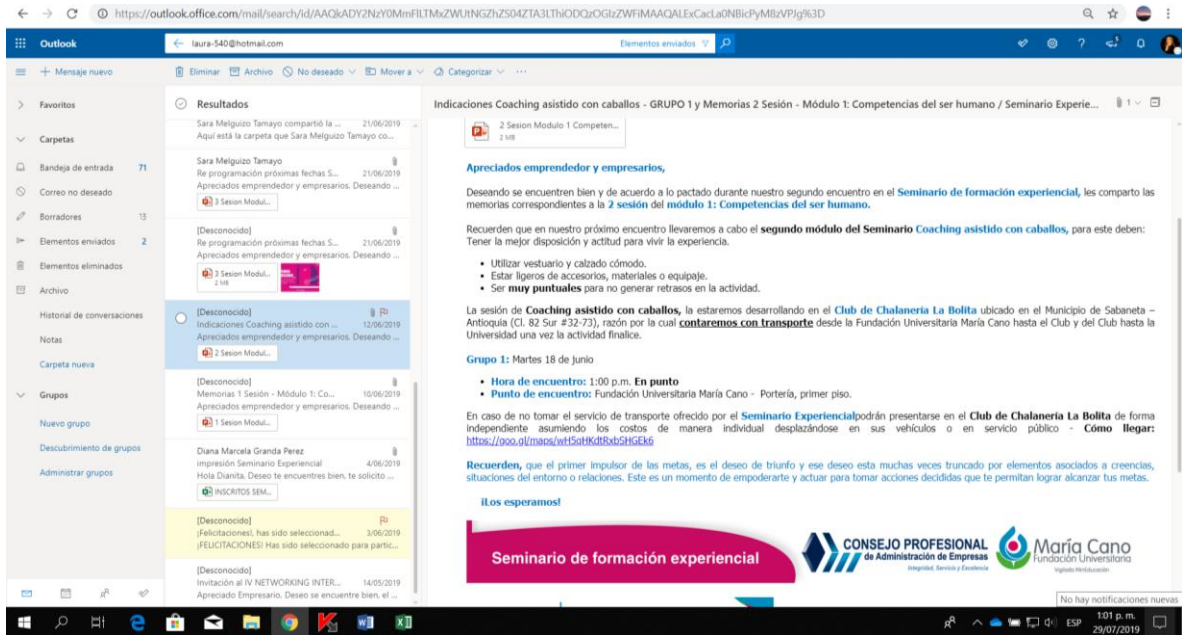 https://outlook.office.com/mail/search/id/
Outlook
laura-540@hotmail.com
Elementos enviados
Mensaje nuevo
Eliminar Archivo No deseado Mover a Categorizar ...
Favoritos
Carpetas
Bandeja de entrada 71
Correo no deseado
Borradores 13
Elementos enviados 2
Elementos eliminados
Archivo
Historial de conversaciones
Notas
Carpeta nueva
Grupos
Nuevo grupo
Descubrimiento de grupos
Administrar grupos
Resultados
Sara Melguizo Tamayo compartió la ... 21/06/2019
Aquí está la carpeta que Sara Melguizo Tamayo co...
Sara Melguizo Tamayo
Re programación próximas fechas S... 21/06/2019
Apreciados emprendedor y empresarios. Deseando ...
3 Sesion Modul...
[Desconocido]
Re programación próximas fechas S... 21/06/2019
Apreciados emprendedor y empresarios. Deseando ...
3 Sesion Modul...
2 MB
[Desconocido]
Indicaciones Coaching asistido con ... 12/06/2019
Apreciados emprendedor y empresarios, Deseando ...
2 Sesion Modul...
[Desconocido]
Memorias 1 Sesión - Módulo 1: Co... 10/06/2019
Apreciados emprendedor y empresarios, Deseando ...
1 Sesion Modul...
Diana Marcela Granda Perez
impresión Seminario Experiencial 4/06/2019
Hola Dianita, Deseo te encuentres bien, te solicito ...
INSCRITOS SEM...
[Desconocido]
¡Felicitaciones!, has sido seleccionad... 3/06/2019
¡FELICITACIONES! Has sido seleccionado para partic...
[Desconocido]
Invitación al IV NETWORKING INTER... 14/05/2019
Apreciado Empresario, Deseo se encuentre bien, el ...
Indicaciones Coaching asistido con caballos - GRUPO 1 y Memorias 2 Sesión - Módulo 1: Competencias del ser humano / Seminario Experie... 1
2 Sesion Modulo 1 Competen...
2 MB
Apreciados emprendedor y empresarios,
Deseando se encuentren bien y de acuerdo a lo pactado durante nuestro segundo encuentro en el Seminario de formación experiencial, les comparto las
memorias correspondientes a la 2 sesión del módulo 1: Competencias del ser humano.
Recuerden que en nuestro próximo encuentro llevaremos a cabo el segundo módulo del Seminario Coaching asistido con caballos, para este deben:
Tener la mejor disposición y actitud para vivir la experiencia.
• Utilizar vestuario y calzado cómodo.
• Estar ligeros de accesorios, materiales o equipaje.
• Ser muy puntuales para no generar retrasos en la actividad.
La sesión de Coaching asistido con caballos, la estaremos desarrollando en el Club de Chalanería La Bolita ubicado en el Municipio de Sabaneta –
Antioquia (Cl. 82 Sur #32-73), razón por la cual contaremos con transporte desde la Fundación Universitaria María Cano hasta el Club y del Club hasta la
Universidad una vez la actividad finalice.
Grupo 1: Martes 18 de junio
• Hora de encuentro: 1:00 p.m. En punto
• Punto de encuentro: Fundación Universitaria María Cano - Portería, primer piso.
En caso de no tomar el servicio de transporte ofrecido por el Seminario Experiencialpodrán presentarse en el Club de Chalanería La Bolita de forma
independiente asumiendo los costos de manera individual desplazándose en sus vehículos o en servicio público - Cómo llegar:
https://goo.gl/maps/wH5qHKdtRxbSHGEk6
Recuerden, que el primer impulsor de las metas, es el deseo de triunfo y ese deseo esta muchas veces truncado por elementos asociados a creencias,
situaciones del entorno o relaciones. Este es un momento de empoderarte y actuar para tomar acciones decididas que te permitan lograr alcanzar tus metas.
¡Los esperamos!
Seminario de formación experiencial
CONSEJO PROFESIONAL
de Administración de Empresas
Integridad, Servicio y Excelencia
María Cano
Fundación Universitaria
Vigilada MinEducación
No hay notificaciones nuevas
ESP
1:01 p. m.
29/07/2019